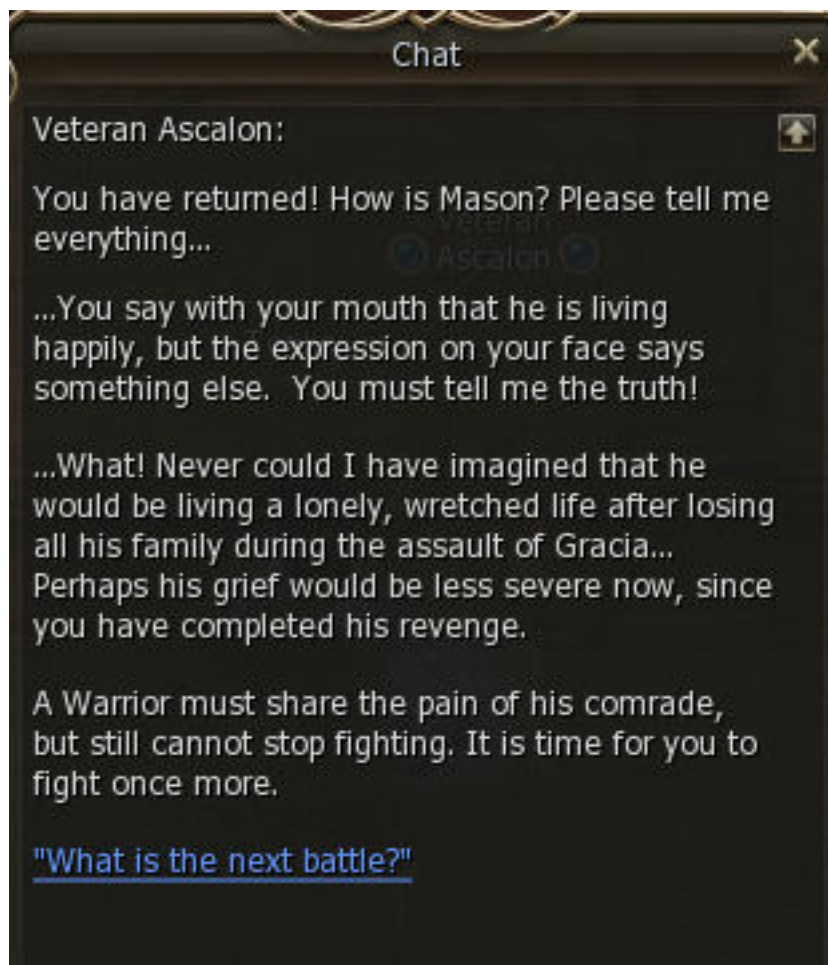 Chat
Veteran Ascalon:
You have returned! How is Mason? Please tell me
everything...
Veteran
Ascalon
...You say with your mouth that he is living
happily, but the expression on your face says
something else.  You must tell me the truth!
...What! Never could I have imagined that he
would be living a lonely, wretched life after losing
all his family during the assault of Gracia...
Perhaps his grief would be less severe now, since
you have completed his revenge.
A Warrior must share the pain of his comrade,
but still cannot stop fighting. It is time for you to
fight once more.
"What is the next battle?"